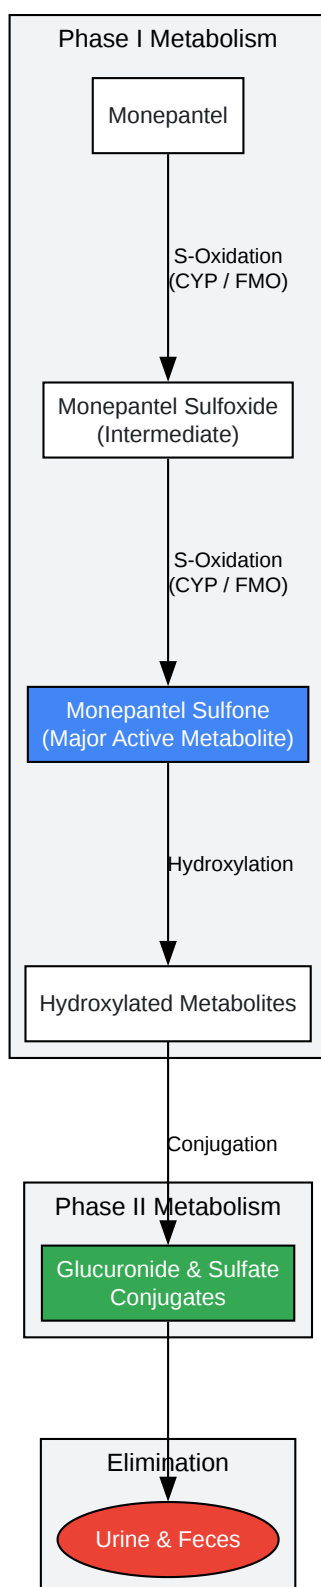 Phase I Metabolism
Monepantel
S-Oxidation
(CYP / FMO)
Monepantel Sulfoxide
(Intermediate)
S-Oxidation
(CYP / FMO)
Monepantel Sulfone
(Major Active Metabolite)
Hydroxylation
Hydroxylated Metabolites
Conjugation
Phase II Metabolism
Glucuronide & Sulfate
Conjugates
Elimination
Urine & Feces